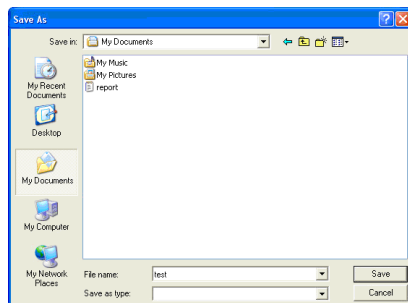 Save As
Save in: My Documents
My Music
My Pictures
report
My Recent
Documents
Desktop
My Documents
My Computer
My Network
Places
File name: test Save
Save as type: Cancel